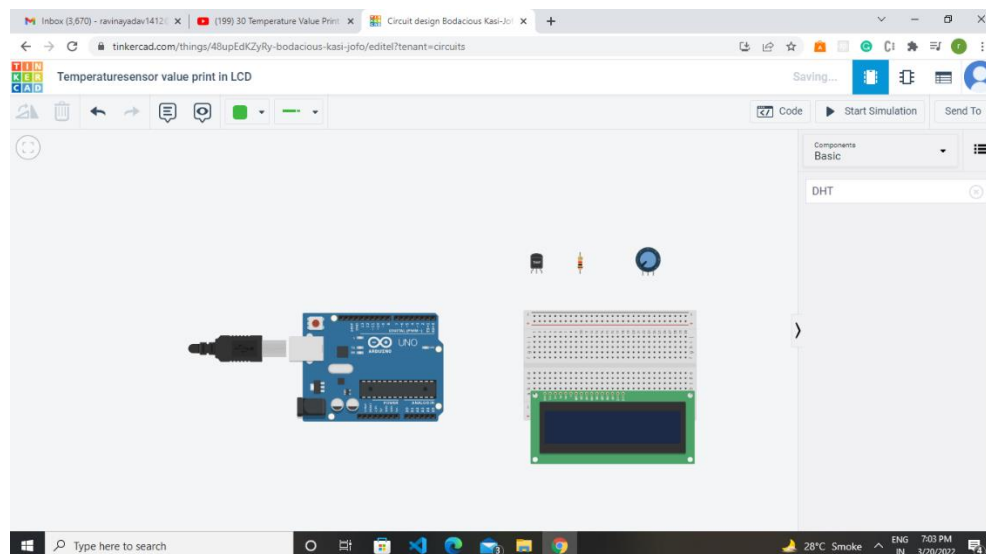 Inbox (3,670) - ravinayadav1412
(199) 30 Temperature Value Print
Circuit design Bodacious Kasi-Jo
tinkercad.com/things/48upEdKZyRy-bodacious-kasi-jofo/editel?tenant=circuits
r
TIN
KER
CAD
Temperaturesensor value print in LCD
Saving...
Code
Start Simulation
Send To
Components
Basic
DHT
UNO
ARDUINO
Type here to search
28°C Smoke
ENG
IN
7:03 PM
3/20/2022